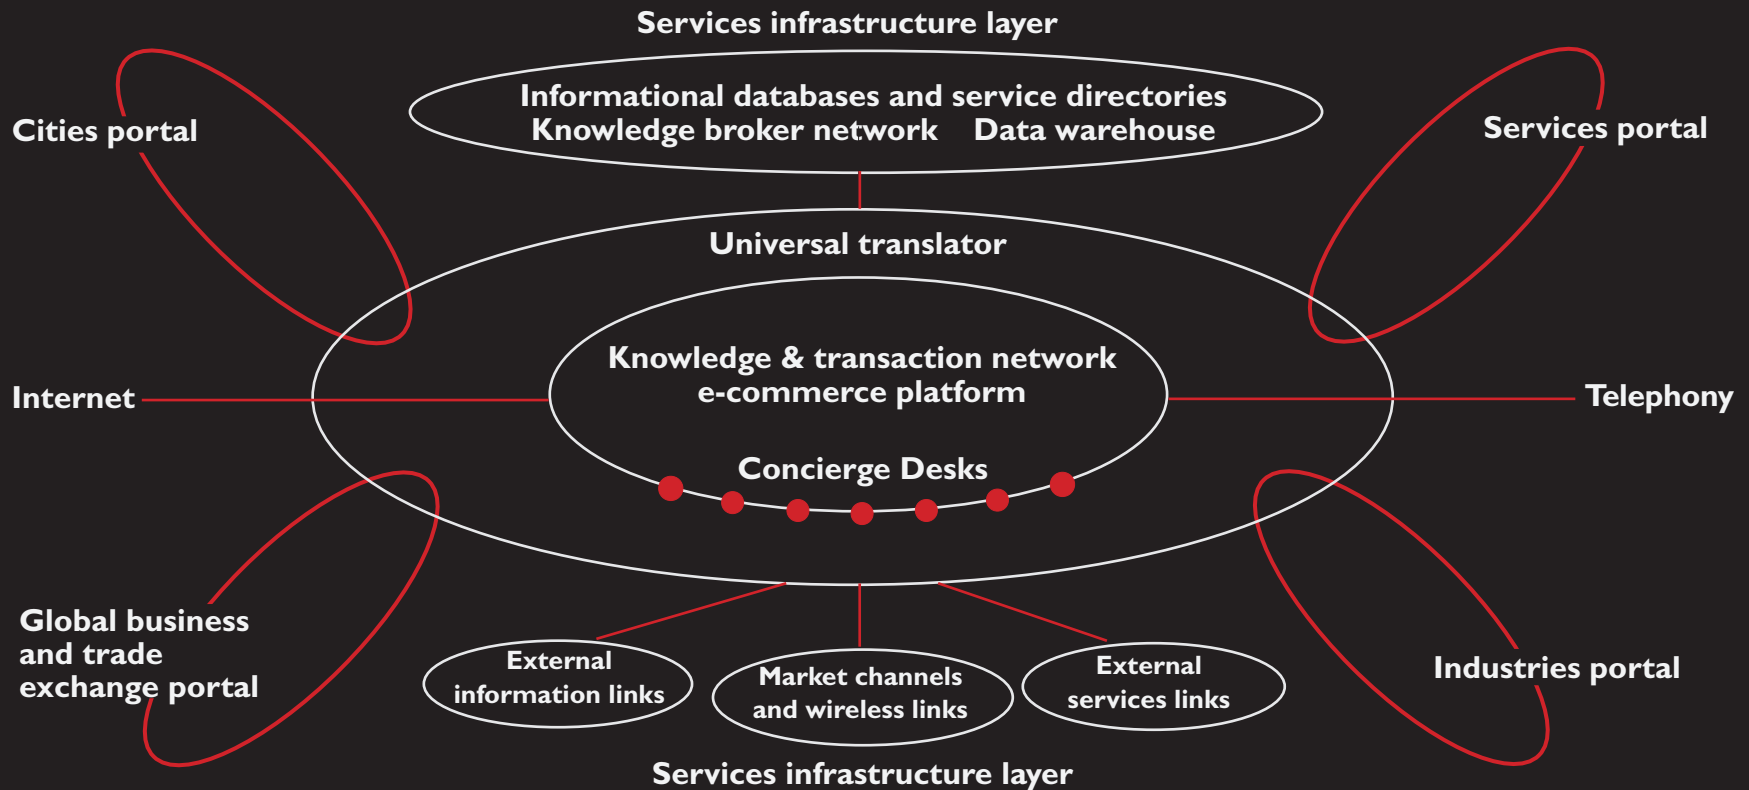 Services infrastructure layer
Informational databases and service directories
Knowledge broker network Data warehouse
Cities portal
Services portal
Universal translator
Knowledge & transaction network
e-commerce platform
Internet
Telephony
Concierge Desks
Global business
and trade
exchange portal
External
information links
Market channels
and wireless links
External
services links
Industries portal
Services infrastructure layer